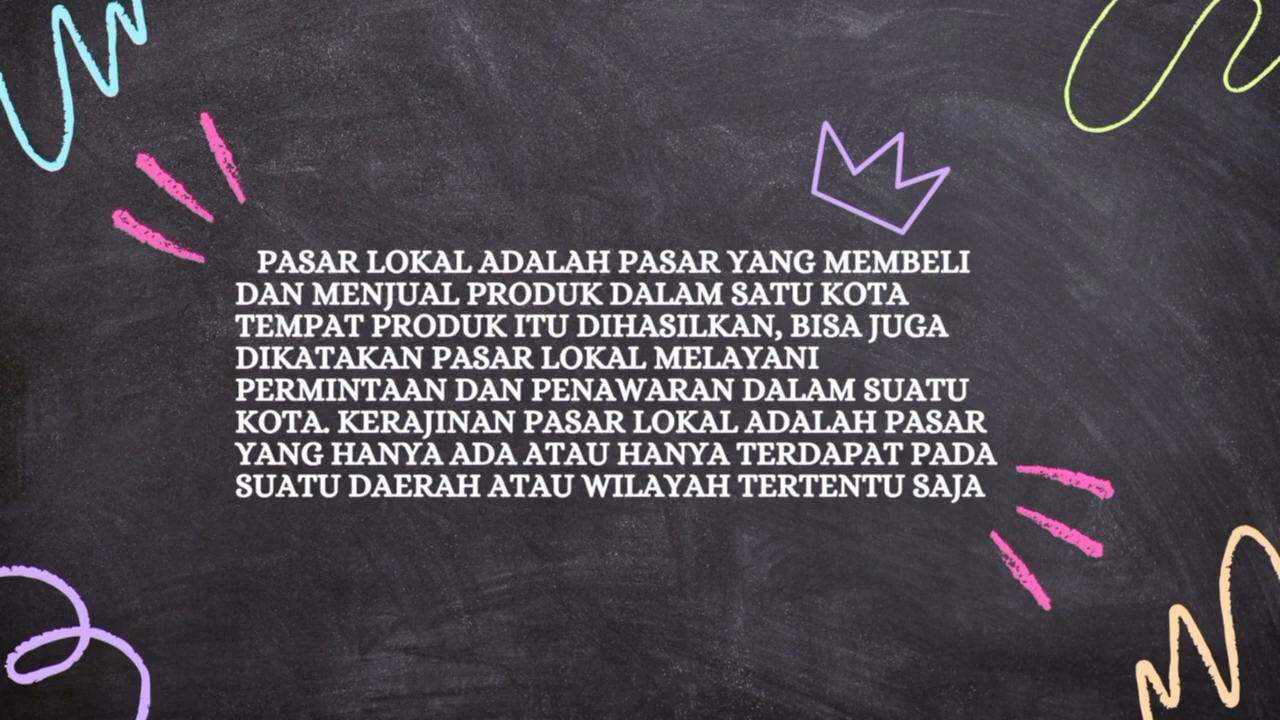 PASAR LOKAL ADALAH PASAR YANG MEMBELI
DAN MENJUAL PRODUK DALAM SATU KOTA
TEMPAT PRODUK ITU DIHASILKAN, BISA JUGA
DIKATAKAN PASAR LOKAL MELAYANI
PERMINTAAN DAN PENAWARAN DALAM SUATU
KOTA. KERAJINAN PASAR LOKAL ADALAH PASAR
YANG HANYA ADA ATAU HANYA TERDAPAT PADA
SUATU DAERAH ATAU WILAYAH TERTENTU SAJA